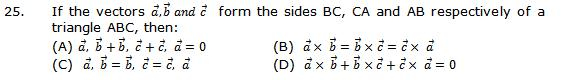 25. If the vectors a⃗,b⃗ and c⃗ form the sides BC, CA and AB respectively of a
triangle ABC, then:
(A) a⃗, b⃗ + b⃗, c⃗ + c⃗, a⃗ = 0 (B) a⃗ x b⃗ = b⃗ x c⃗ = c⃗ x a⃗
(C) a⃗, b⃗ = b⃗, c⃗ = c⃗, a⃗ (D) a⃗ x b⃗ + b⃗ x c⃗ + c⃗ x a⃗ = 0